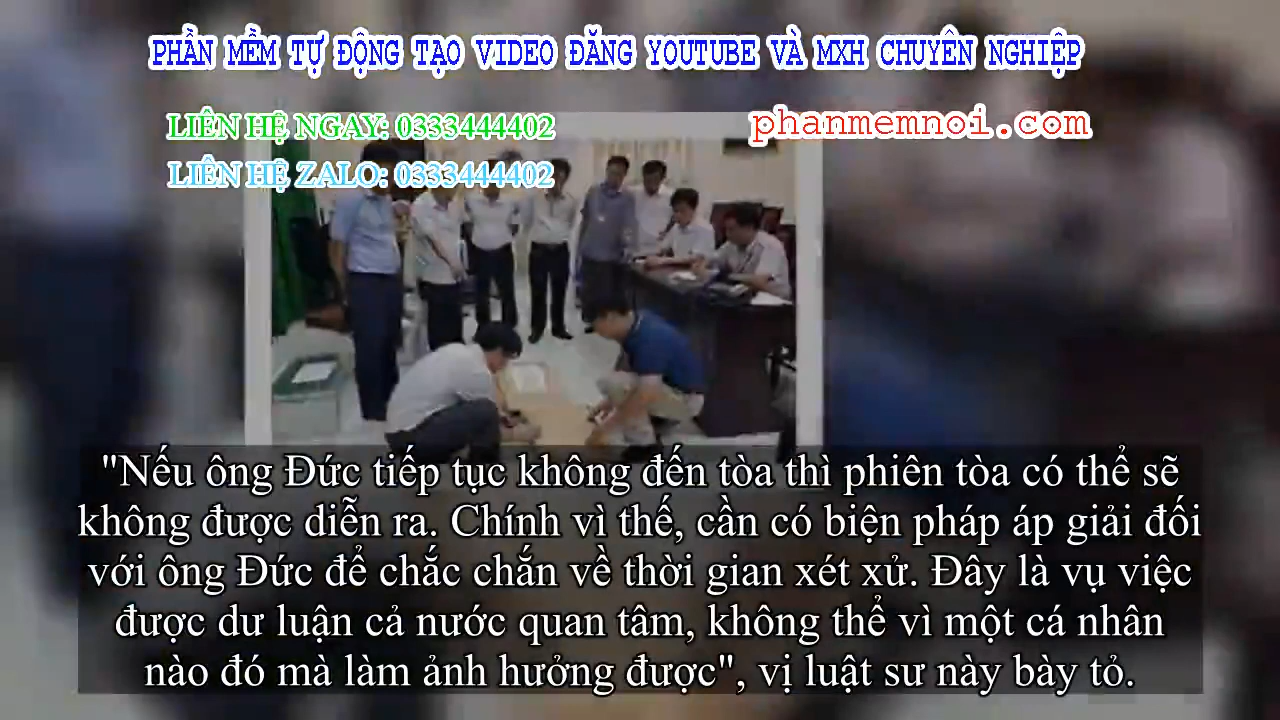 PHẦN MỀM TỰ ĐỘNG TẠO VIDEO ĐĂNG YOUTUBE VÀ MXH CHUYÊN NGHIỆP
LIÊN HỆ NGAY: 0333444402
phanmemnoi.com
LIÊN HỆ ZALO: 0333444402
"Nếu ông Đức tiếp tục không đến tòa thì phiên tòa có thể sẽ
không được diễn ra. Chính vì thế, cần có biện pháp áp giải đối
với ông Đức để chắc chắn về thời gian xét xử. Đây là vụ việc
được dư luận cả nước quan tâm, không thể vì một cá nhân
nào đó mà làm ảnh hưởng được", vị luật sư này bày tỏ.